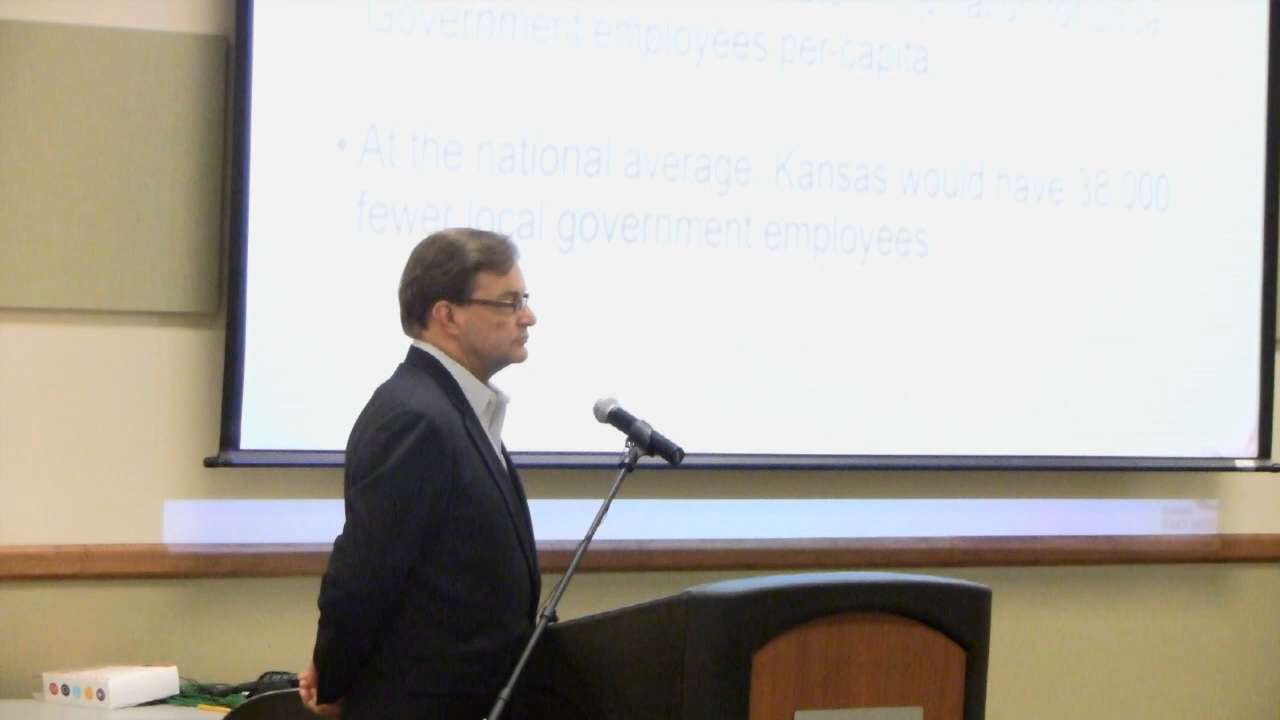 Government employees per-capita.
• At the national average, Kansas would have 38,000
fewer local government employees.